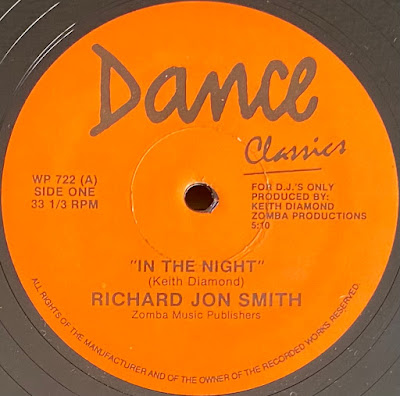 Dance
Classics
WP 722 (A)
SIDE ONE
33 1/3 RPM
FOR D.J.'S ONLY
PRODUCED BY:
KEITH DIAMOND
ZOMBA PRODUCTIONS
5:10
"IN THE NIGHT"
(Keith Diamond)
RICHARD JON SMITH
Zomba Music Publishers
ALL RIGHTS OF THE MANUFACTURER AND OF THE OWNER OF THE RECORDED WORKS RESERVED.